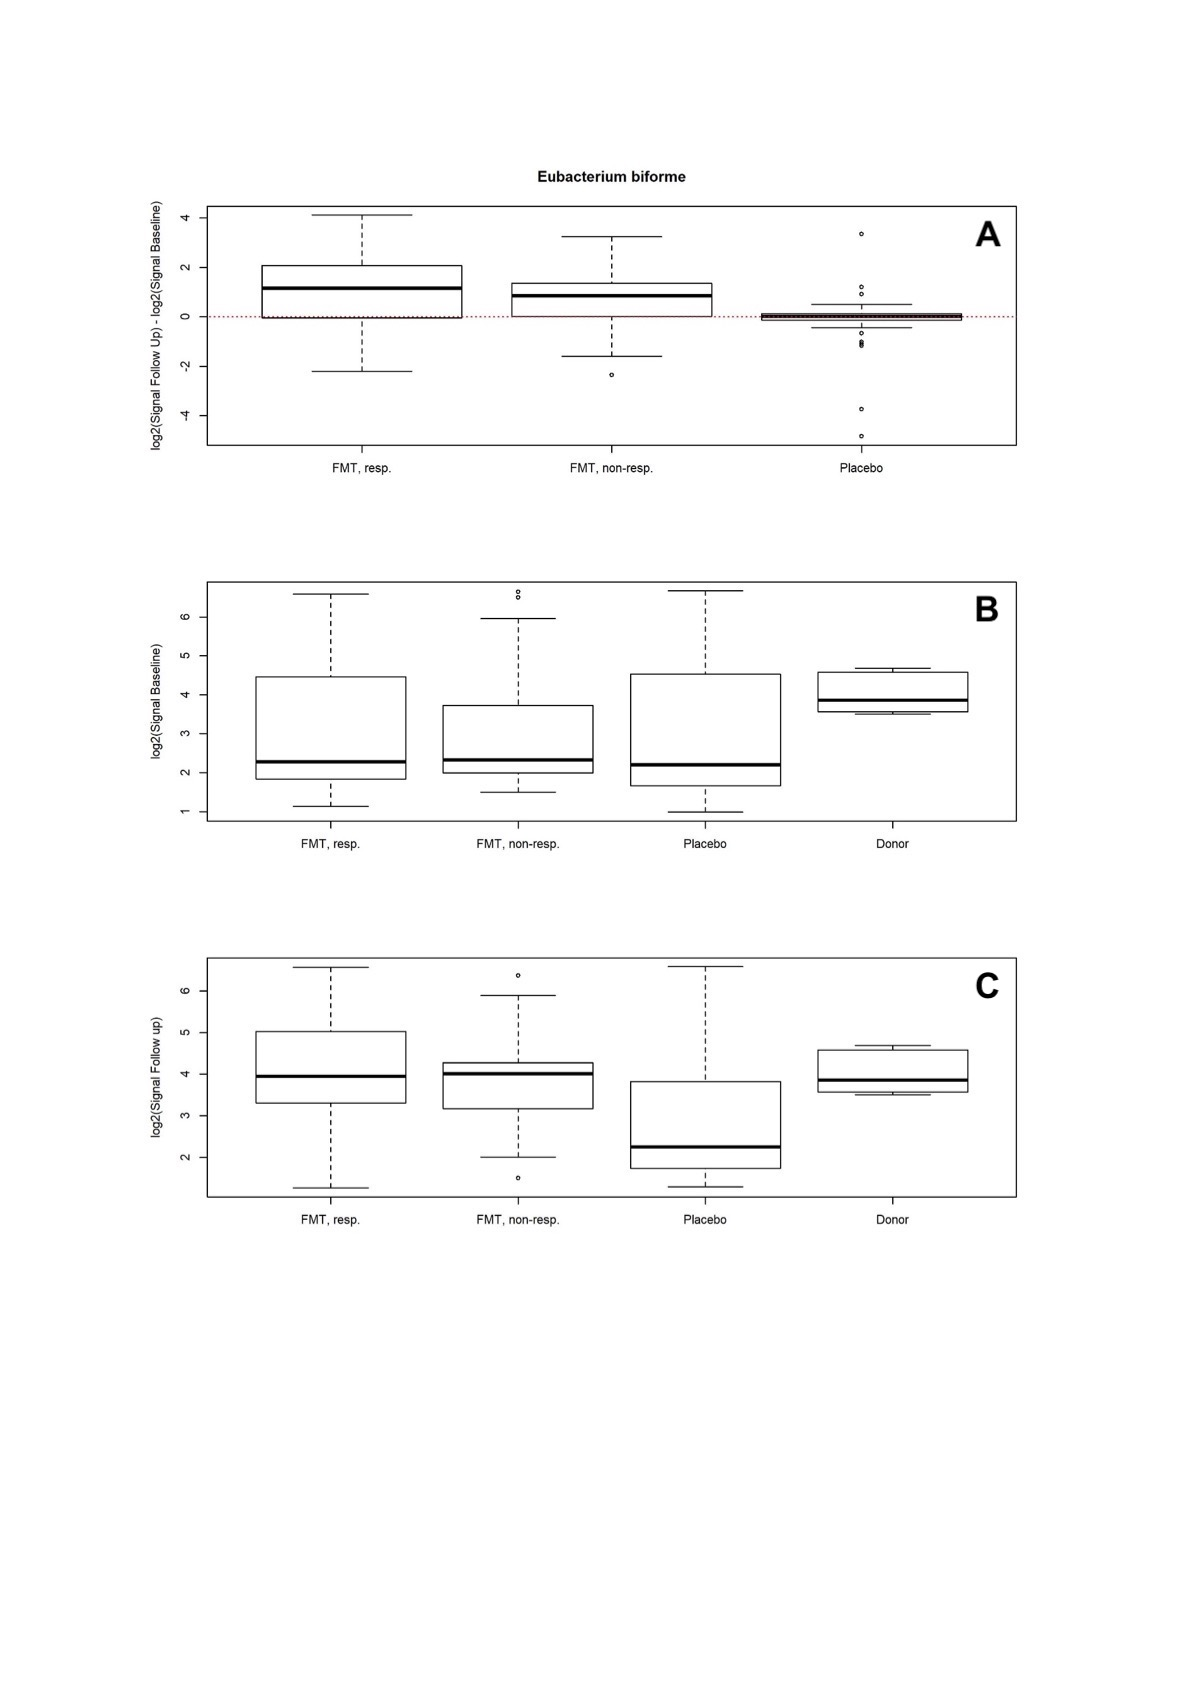 Eubacterium biforme
A
log2(Signal Follow Up) - log2(Signal Baseline)
4
2
0
-2
-4
FMT, resp.
FMT, non-resp.
Placebo
B
log2(Signal Baseline)
6
5
4
3
2
1
FMT, resp.
FMT, non-resp.
Placebo
Donor
C
log2(Signal Follow up)
6
5
4
3
2
FMT, resp.
FMT, non-resp.
Placebo
Donor